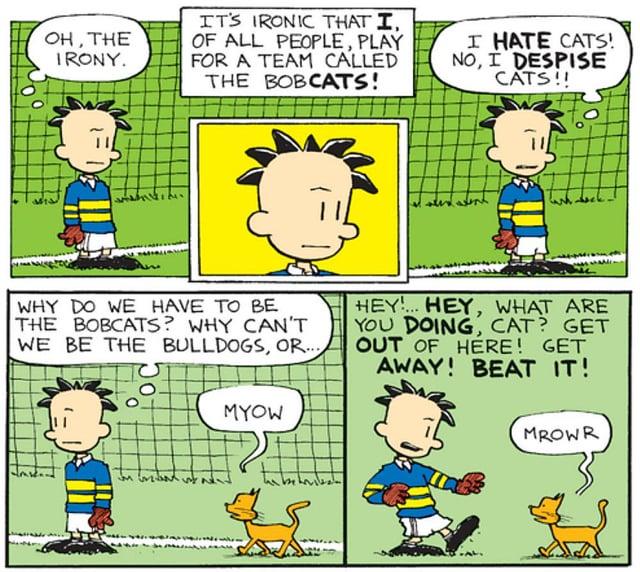 OH, THE
IRONY.
IT'S IRONIC THAT I,
OF ALL PEOPLE, PLAY
FOR A TEAM CALLED
THE BOBCATS!
I HATE CATS!
NO, I DESPISE
CATS!!
WHY DO WE HAVE TO BE
THE BOBCATS? WHY CAN'T
WE BE THE BULLDOGS, OR...
MYOW
HEY!... HEY, WHAT ARE
YOU DOING, CAT? GET
OUT OF HERE! GET
AWAY! BEAT IT!
MROWR